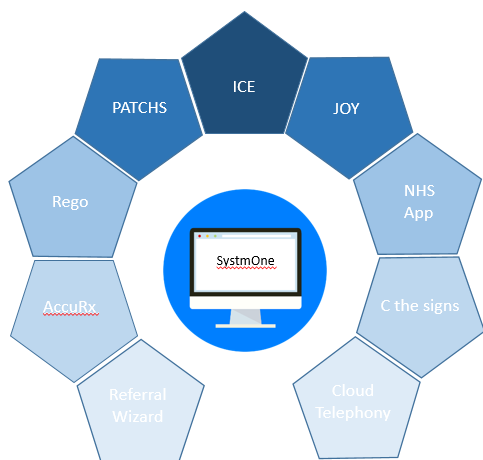 ICE
PATCHS
JOY
Rego
NHS
App
SystmOne
AccuRx
C the signs
Referral
Wizard
Cloud
Telephony